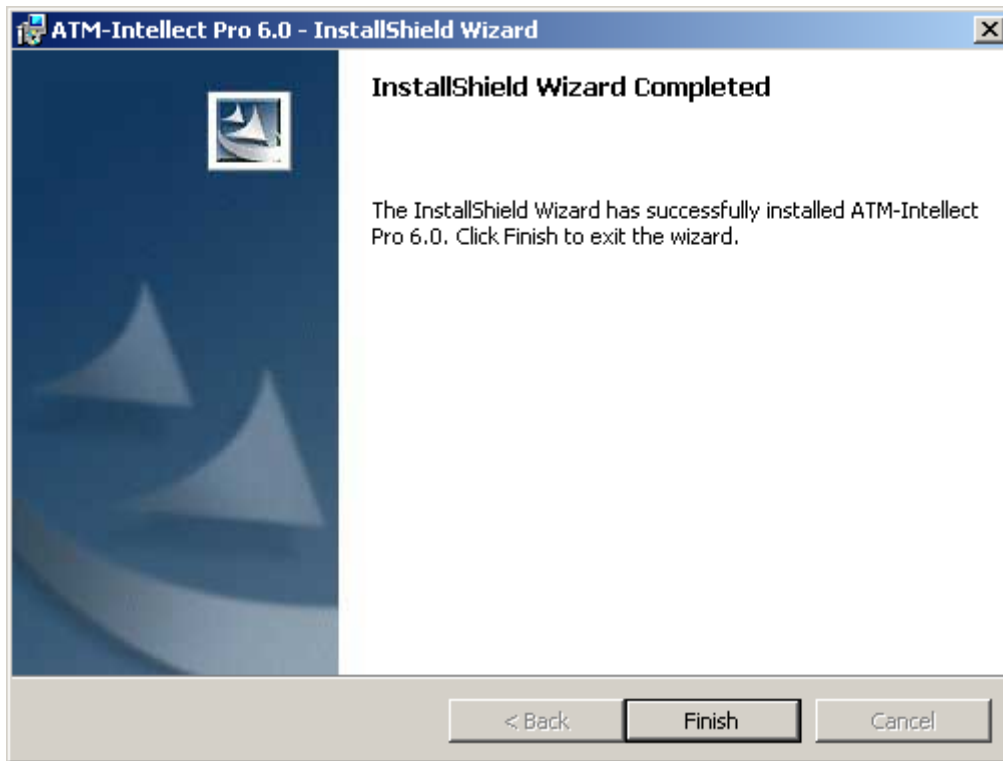 ATM-Intellect Pro 6.0 - InstallShield Wizard
InstallShield Wizard Completed
The InstallShield Wizard has successfully installed ATM-Intellect
Pro 6.0. Click Finish to exit the wizard.
< Back
Finish
Cancel